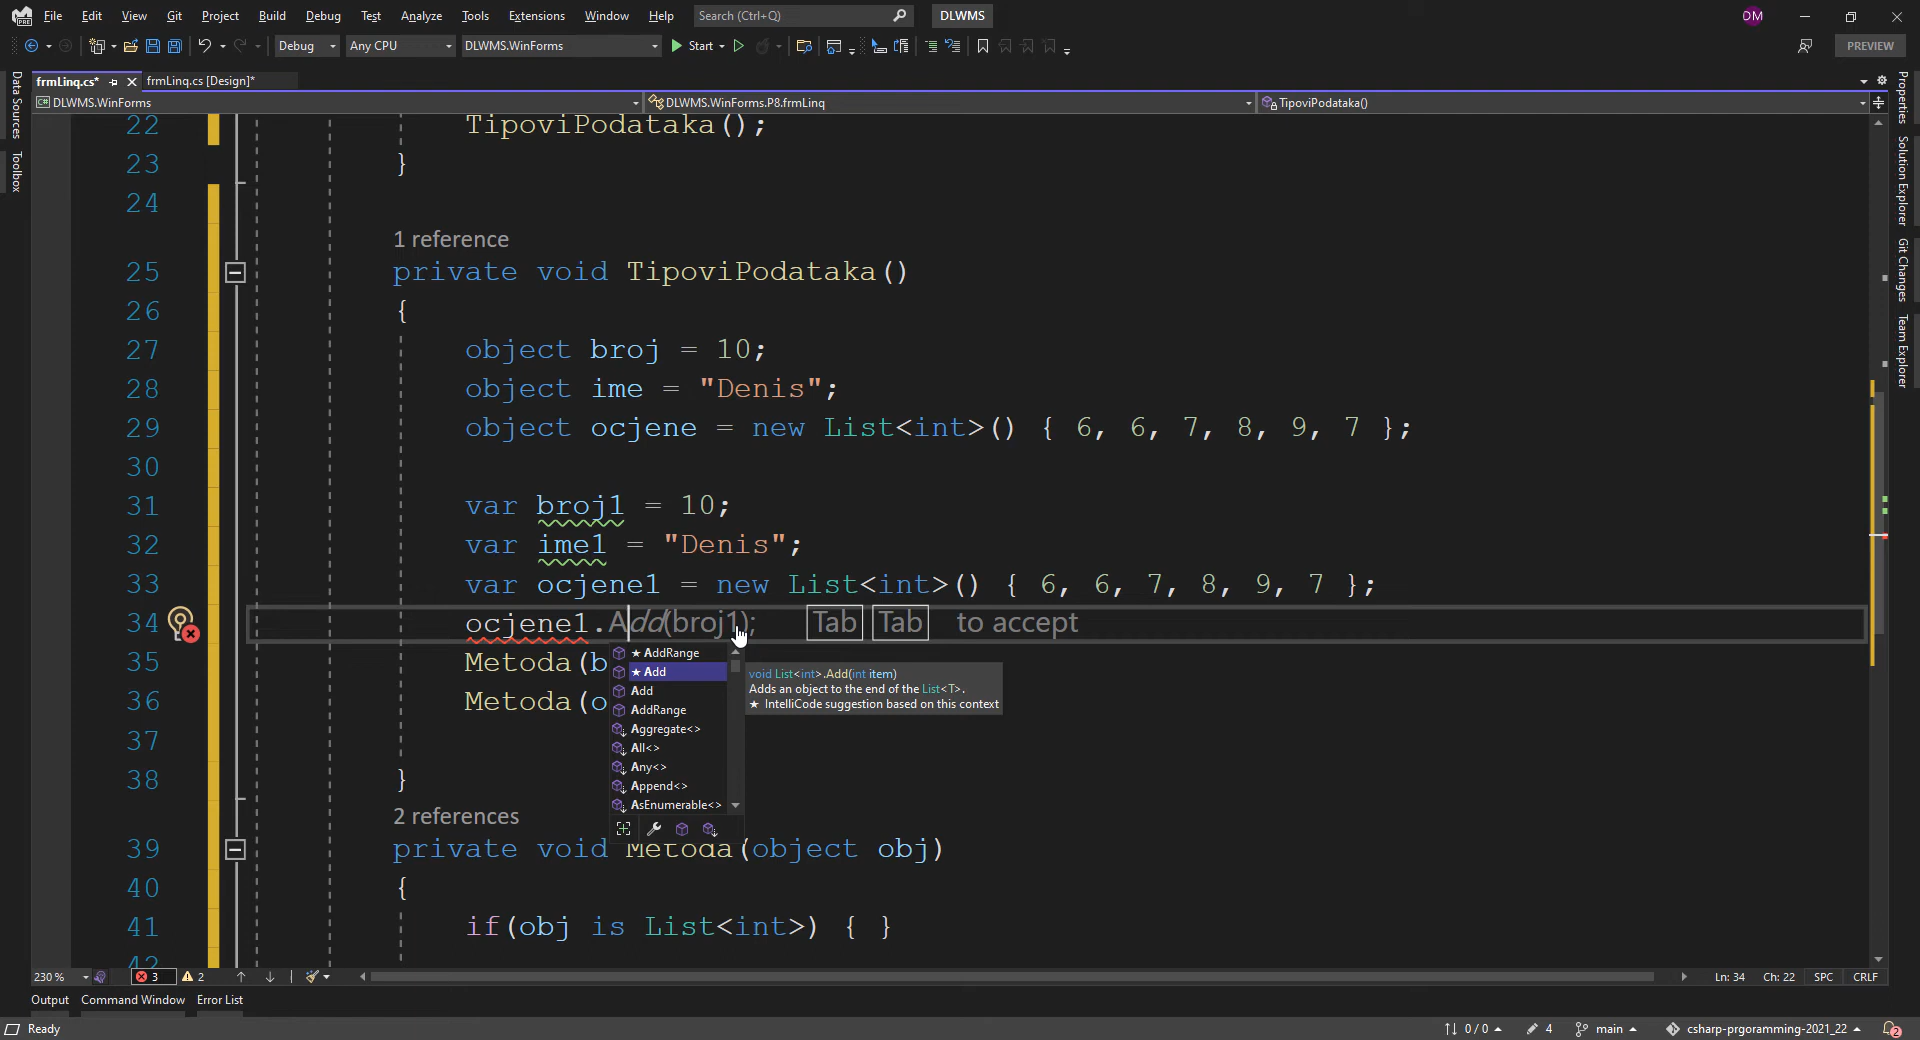 File Edit View Git Project Build Debug Test Analyze Tools Extensions Window Help Search (Ctrl+Q) DLWMS DM
Debug Any CPU DLWMS.WinForms Start PREVIEW
frmLinq.cs* frmLinq.cs [Design]*
DLWMS.WinForms DLWMS.WinForms.P8.frmLinq TipoviPodataka()
Data Sources
Toolbox
Properties
Solution Explorer
Git Changes
Team Explorer
22 TipoviPodataka();
23 }
24
1 reference
25 private void TipoviPodataka()
26 {
27 object broj = 10;
28 object ime = "Denis";
29 object ocjene = new List<int>() { 6, 6, 7, 8, 9, 7 };
30
31 var broj1 = 10;
32 var ime1 = "Denis";
33 var ocjene1 = new List<int>() { 6, 6, 7, 8, 9, 7 };
34 ocjene1.Add(broj1); Tab Tab to accept
35 Metoda(b
36 Metoda(o
37
38 }
★ AddRange
★ Add
Add
AddRange
Aggregate<>
All<>
Any<>
Append<>
AsEnumerable<>
void List<int>.Add(int item)
Adds an object to the end of the List<T>.
★ IntelliCode suggestion based on this context
2 references
39 private void Metoda(object obj)
40 {
41 if(obj is List<int>) { }
42
230 % 3 2 Ln: 34 Ch: 22 SPC CRLF
Output Command Window Error List
Ready 0 / 0 4 main csharp-prgoramming-2021_22 2